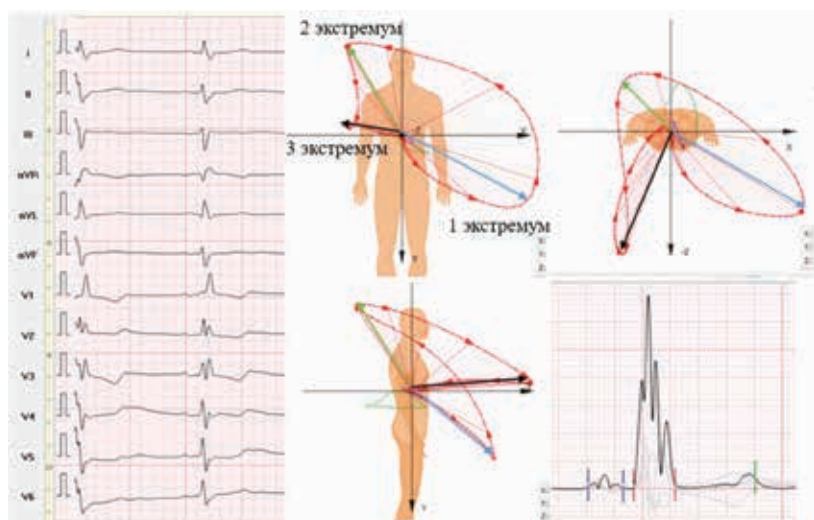 I
II
III
aVR
aVL
aVF
V1
V2
V3
V4
V5
V6
2 экстремум
3 экстремум
1 экстремум
X
Y
X
-Z
X:
Y:
Z:
Y
X:
Y:
Z: